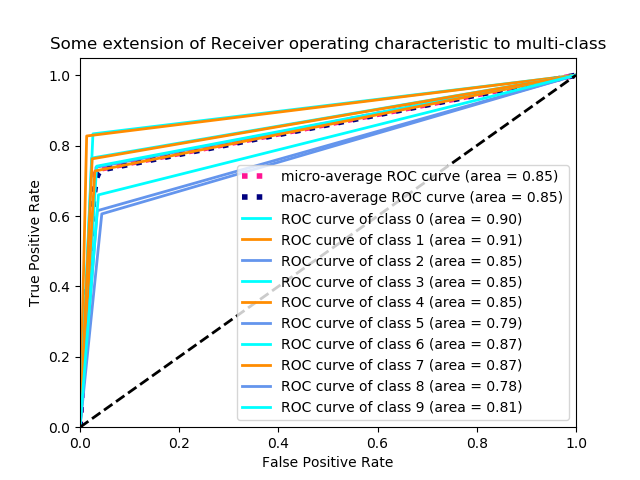 Some extension of Receiver operating characteristic to multi-class
1.0
0.8
0.6
0.4
0.2
0.0
True Positive Rate
micro-average ROC curve (area = 0.85)
macro-average ROC curve (area = 0.85)
ROC curve of class 0 (area = 0.90)
ROC curve of class 1 (area = 0.91)
ROC curve of class 2 (area = 0.85)
ROC curve of class 3 (area = 0.85)
ROC curve of class 4 (area = 0.85)
ROC curve of class 5 (area = 0.79)
ROC curve of class 6 (area = 0.87)
ROC curve of class 7 (area = 0.87)
ROC curve of class 8 (area = 0.78)
ROC curve of class 9 (area = 0.81)
0.0 0.2 0.4 0.6 0.8 1.0
False Positive Rate